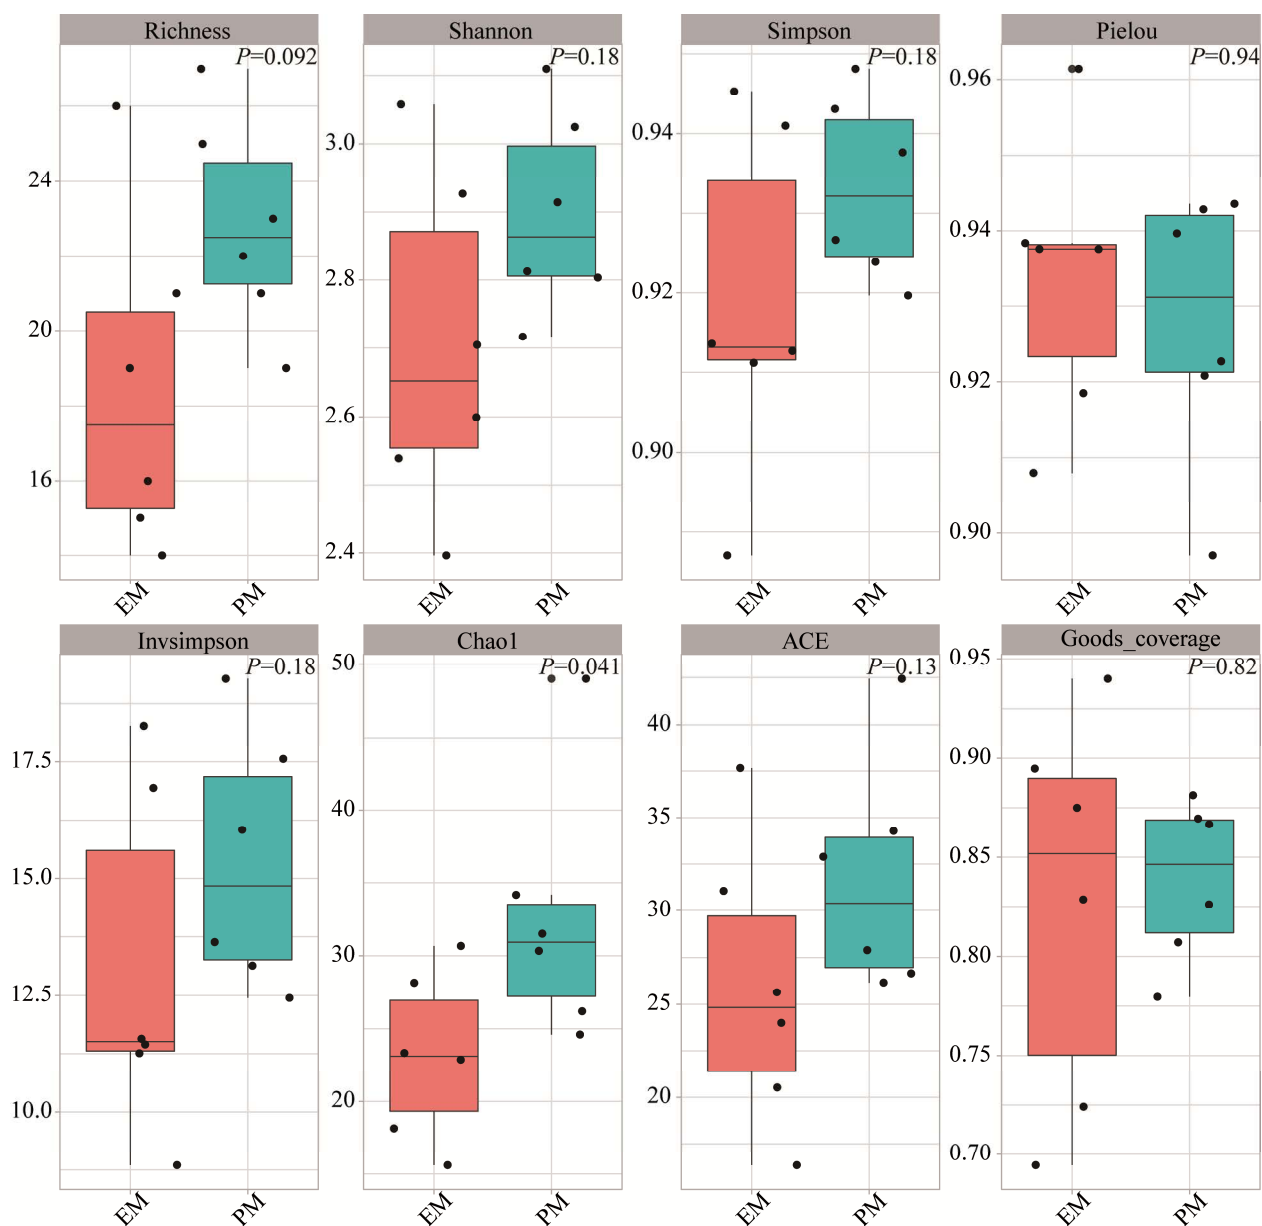 Richness
P=0.092
24
20
16
EM
PM
Shannon
P=0.18
3.0
2.8
2.6
2.4
EM
PM
Simpson
P=0.18
0.94
0.92
0.90
EM
PM
Pielou
P=0.94
0.96
0.94
0.92
0.90
EM
PM
Invsimpson
P=0.18
17.5
15.0
12.5
10.0
EM
PM
Chao1
P=0.041
50
40
30
20
EM
PM
ACE
P=0.13
40
35
30
25
20
EM
PM
Goods_coverage
P=0.82
0.95
0.90
0.85
0.80
0.75
0.70
EM
PM